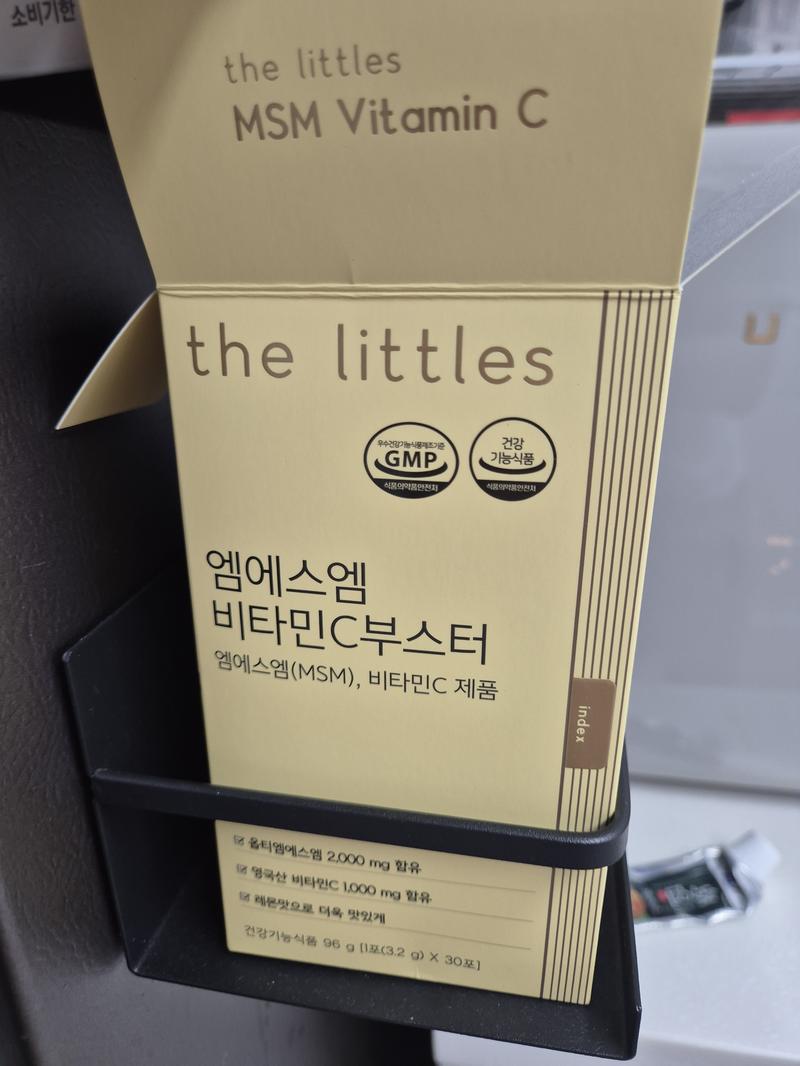 소비기한
the littles
MSM Vitamin C
the littles
우수건강기능식품제조기준
GMP
식품의약품안전처
건강
기능식품
식품의약품안전처
엠에스엠
비타민C부스터
엠에스엠(MSM), 비타민C 제품
index
옵티엠에스엠 2,000 mg 함유
영국산 비타민C 1,000 mg 함유
레몬맛으로 더욱 맛있게
건강기능식품 96 g [1포(3.2 g) X 30포]